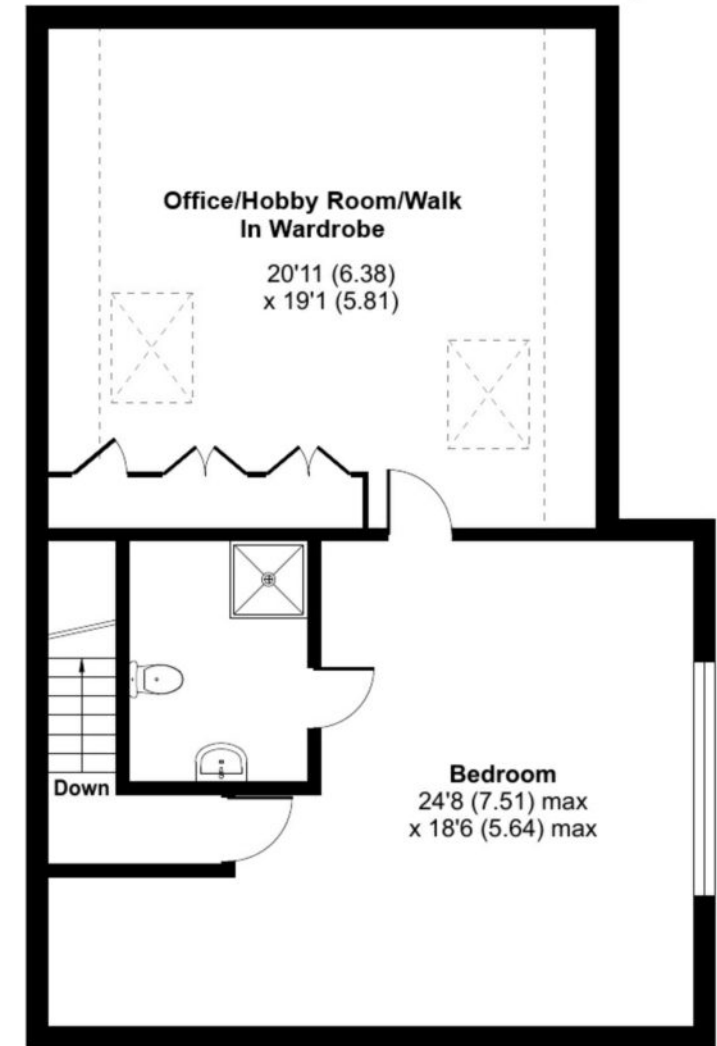 Office/Hobby Room/Walk
In Wardrobe
20'11 (6.38)
x 19'1 (5.81)
Down
Bedroom
24'8 (7.51) max
x 18'6 (5.64) max